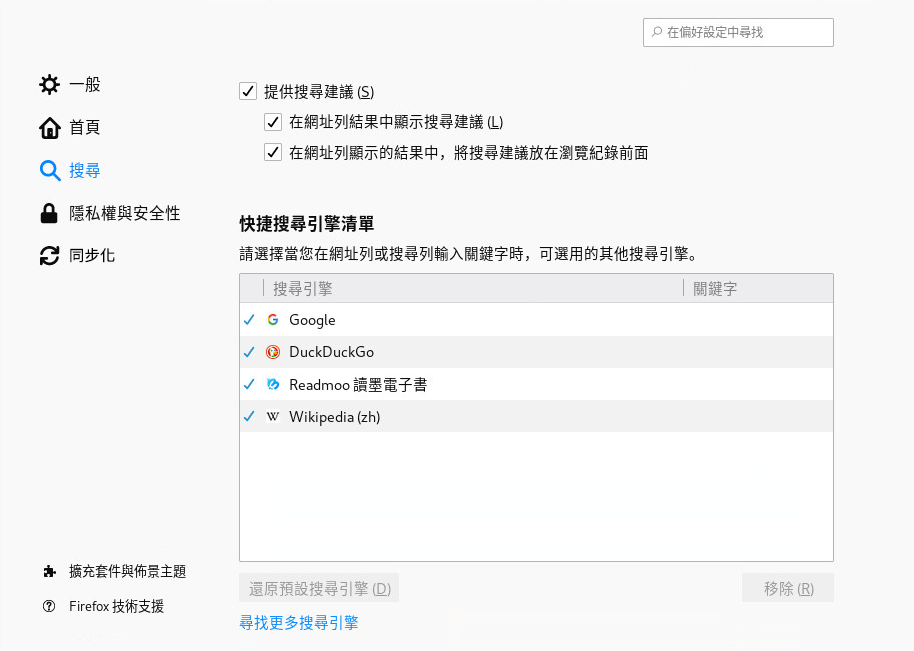 在偏好設定中尋找
一般
首頁
搜尋
隱私權與安全性
同步化
擴充套件與佈景主題
Firefox 技術支援
提供搜尋建議 (S)
在網址列結果中顯示搜尋建議 (L)
在網址列顯示的結果中，將搜尋建議放在瀏覽紀錄前面
快捷搜尋引擎清單
請選擇當您在網址列或搜尋列輸入關鍵字時，可選用的其他搜尋引擎。
搜尋引擎 關鍵字
Google
DuckDuckGo
Readmoo 讀墨電子書
Wikipedia (zh)
還原預設搜尋引擎 (D) 移除 (R)
尋找更多搜尋引擎